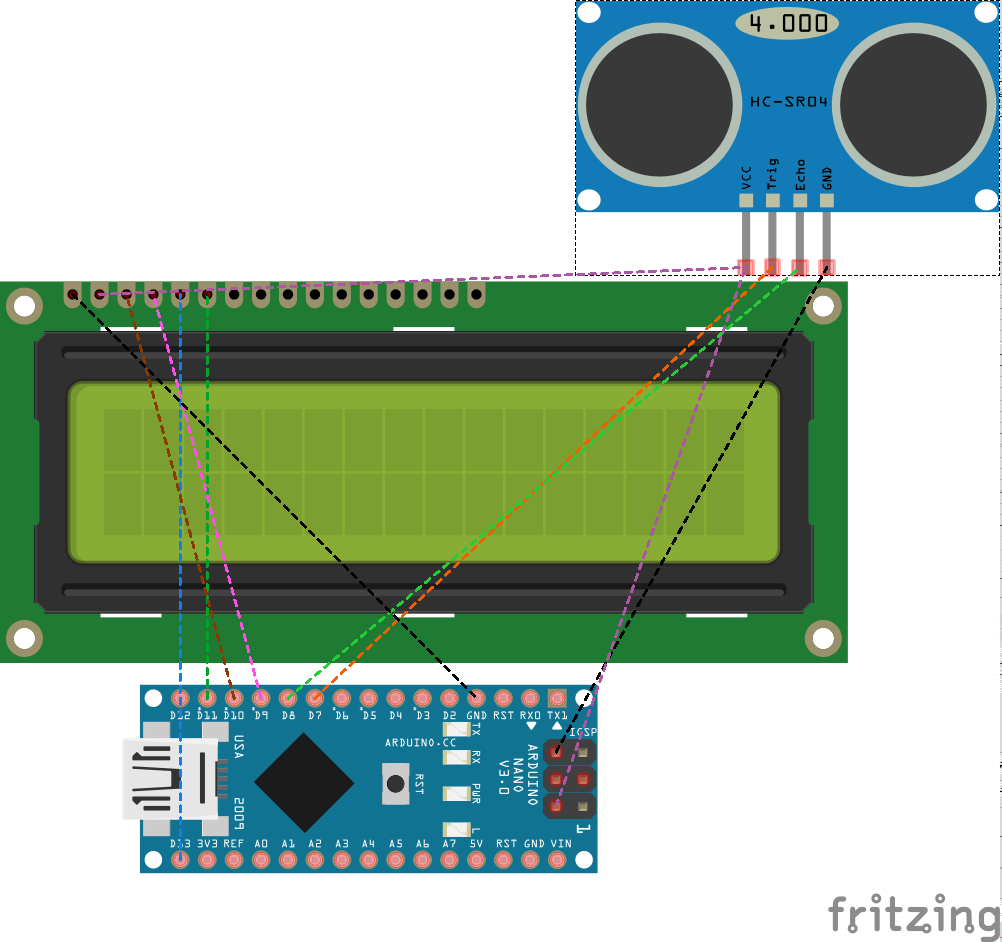 4.000
HC-SR04
VCC Trig Echo GND
D12 D11 D10 D9 D8 D7 D6 D5 D4 D3 D2 GND RST RX0 TX1
ICSP
USA
2009
ARDUINO.CC
RST
TX
RX
PWR
L
ARDUINO
NANO
V3.0
1
D13 3V3 REF A0 A1 A2 A3 A4 A5 A6 A7 5V RST GND VIN
fritzing